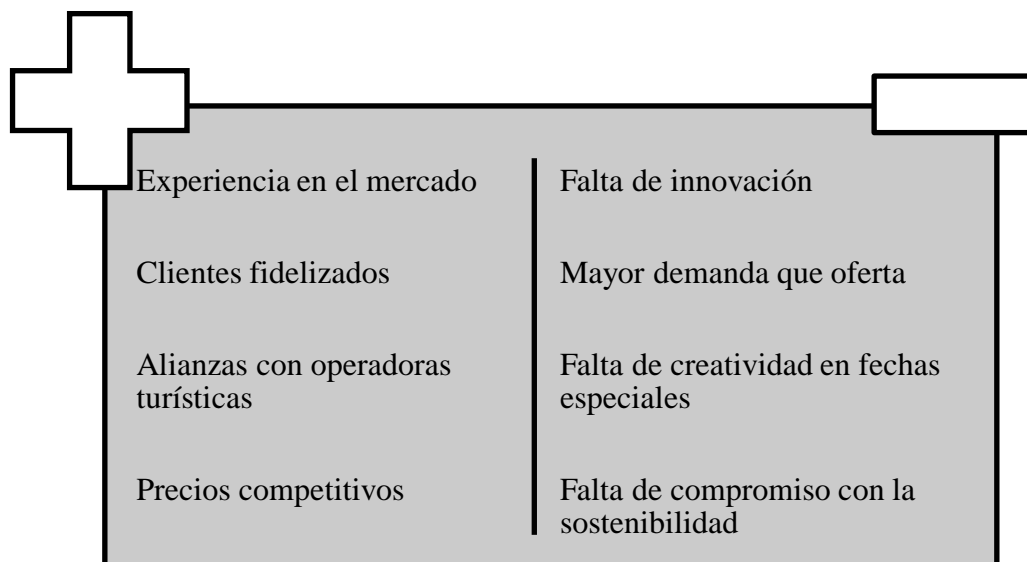 Experiencia en el mercado
Clientes fidelizados
Alianzas con operadoras
turísticas
Precios competitivos
Falta de innovación
Mayor demanda que oferta
Falta de creatividad en fechas
especiales
Falta de compromiso con la
sostenibilidad